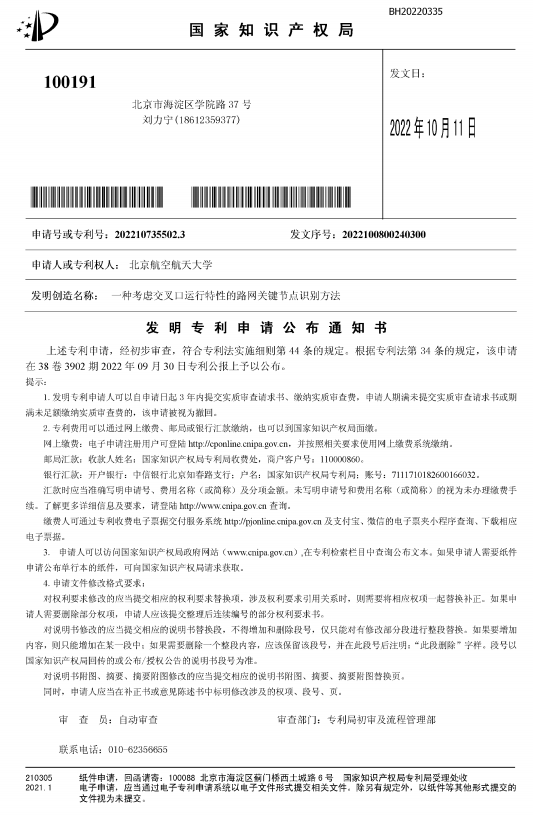 BH20220335
国家知识产权局
100191
北京市海淀区学院路 37 号
刘力宁(18612359377)
发文日：
2022年10月11日
申请号或专利号：202210735502.3
发文序号：2022100800240300
申请人或专利权人： 北京航空航天大学
发明创造名称： 一种考虑交叉口运行特性的路网关键节点识别方法
发明专利申请公布通知书
上述专利申请，经初步审查，符合专利法实施细则第 44 条的规定。根据专利法第 34 条的规定，该申请
在 38 卷 3902 期 2022 年 09 月 30 日专利公报上予以公布。
提示：
1. 发明专利申请人可以自申请日起 3 年内提交实质审查请求书、缴纳实质审查费，申请人期满未提交实质审查请求书或期
满未足额缴纳实质审查费的，该申请被视为撤回。
2. 专利费用可以通过网上缴费、邮局或银行汇款缴纳，也可以到国家知识产权局面缴。
网上缴费：电子申请注册用户可登陆 http://cponline.cnipa.gov.cn，并按照相关要求使用网上缴费系统缴纳。
邮局汇款：收款人姓名：国家知识产权局专利局收费处，商户客户号：110000860。
银行汇款：开户银行：中信银行北京知春路支行；户名：国家知识产权局专利局；账号：7111710182600166032。
汇款时应当准确写明申请号、费用名称（或简称）及分项金额。未写明申请号和费用名称（或简称）的视为未办理缴费手
续。了解更多详细信息及要求，请登陆 http://www.cnipa.gov.cn 查询。
缴费人可通过专利收费电子票据交付服务系统 http://pjonline.cnipa.gov.cn 及支付宝、微信的电子票夹小程序查询、下载相应
电子票据。
3. 申请人可以访问国家知识产权局政府网站（www.cnipa.gov.cn），在专利检索栏目中查询公布文本。如果申请人需要纸件
申请公布单行本的纸件，可向国家知识产权局请求获取。
4. 申请文件修改格式要求：
对权利要求修改的应当提交相应的权利要求替换项，涉及权利要求引用关系时，则需要将相应权项一起替换补正。如果申
请人需要删除部分权项，申请人应该提交整理后连续编号的部分权利要求书。
对说明书修改的应当提交相应的说明书替换段，不得增加和删除段号，仅只能对有修改部分段进行整段替换。如果要增加
内容，则只能增加在某一段中；如果需要删除一个整段内容，应该保留该段号，并在此段号后注明：“此段删除”字样。段号以
国家知识产权局回传的或公布/授权公告的说明书段号为准。
对说明书附图、摘要、摘要附图修改的应当提交相应的说明书附图、摘要、摘要附图替换页。
同时，申请人应当在补正书或意见陈述书中标明修改涉及的权项、段号、页。
审 查 员：自动审查
审查部门：专利局初审及流程管理部
联系电话：010-62356655
210305 纸件申请，回函请寄：100088 北京市海淀区蓟门桥西土城路 6 号 国家知识产权局专利局受理处收
2021.1 电子申请，应当通过电子专利申请系统以电子文件形式提交相关文件。除另有规定外，以纸件等其他形式提交的
文件视为未提交。